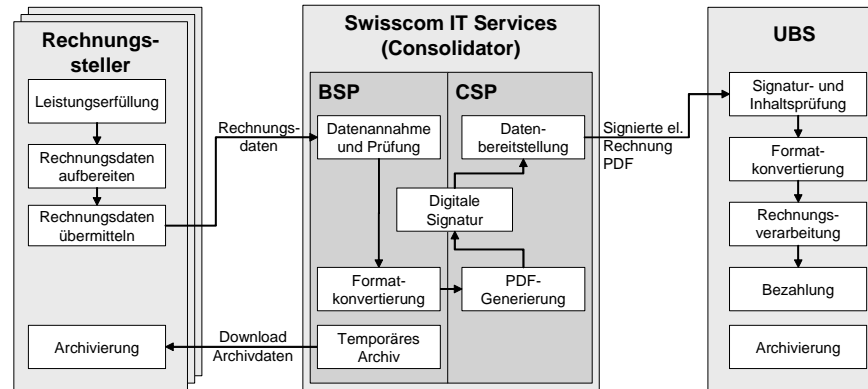 Rechnungs-
steller
Leistungserfüllung
Rechnungsdaten
aufbereiten
Rechnungsdaten
übermitteln
Archivierung
Rechnungs-
daten
Download
Archivdaten
Swisscom IT Services
(Consolidator)
BSP
CSP
Datenannahme
und Prüfung
Daten-
bereitstellung
Digitale
Signatur
Format-
konvertierung
PDF-
Generierung
Temporäres
Archiv
Signierte el.
Rechnung
PDF
UBS
Signatur- und
Inhaltsprüfung
Format-
konvertierung
Rechnungs-
verarbeitung
Bezahlung
Archivierung